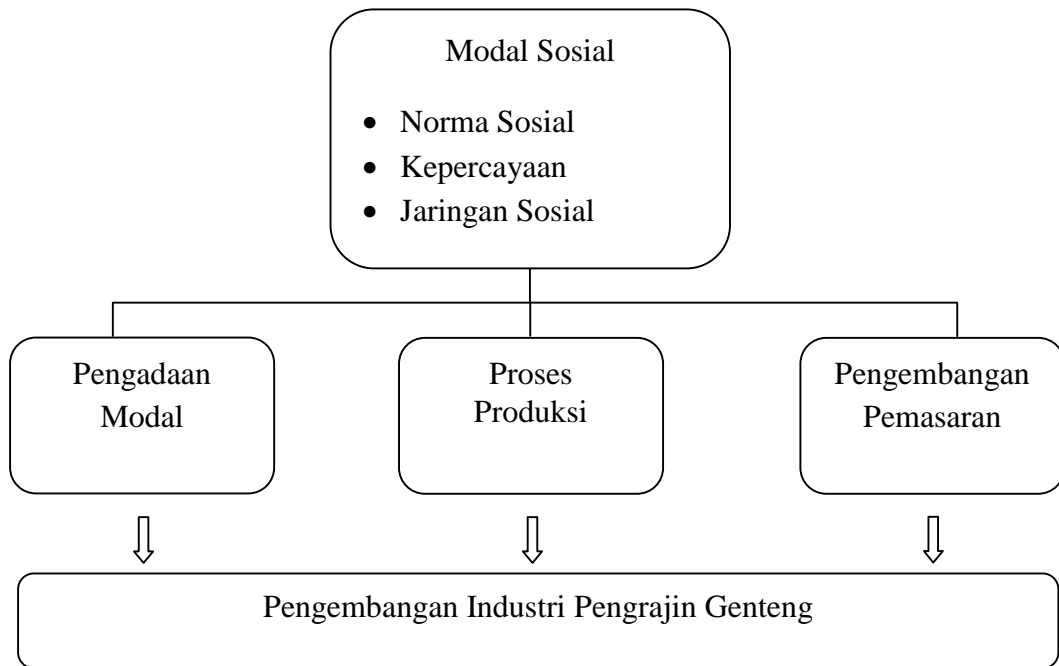 Modal Sosial
• Norma Sosial
• Kepercayaan
• Jaringan Sosial
Pengadaan
Modal
Proses
Produksi
Pengembangan
Pemasaran
Pengembangan Industri Pengrajin Genteng